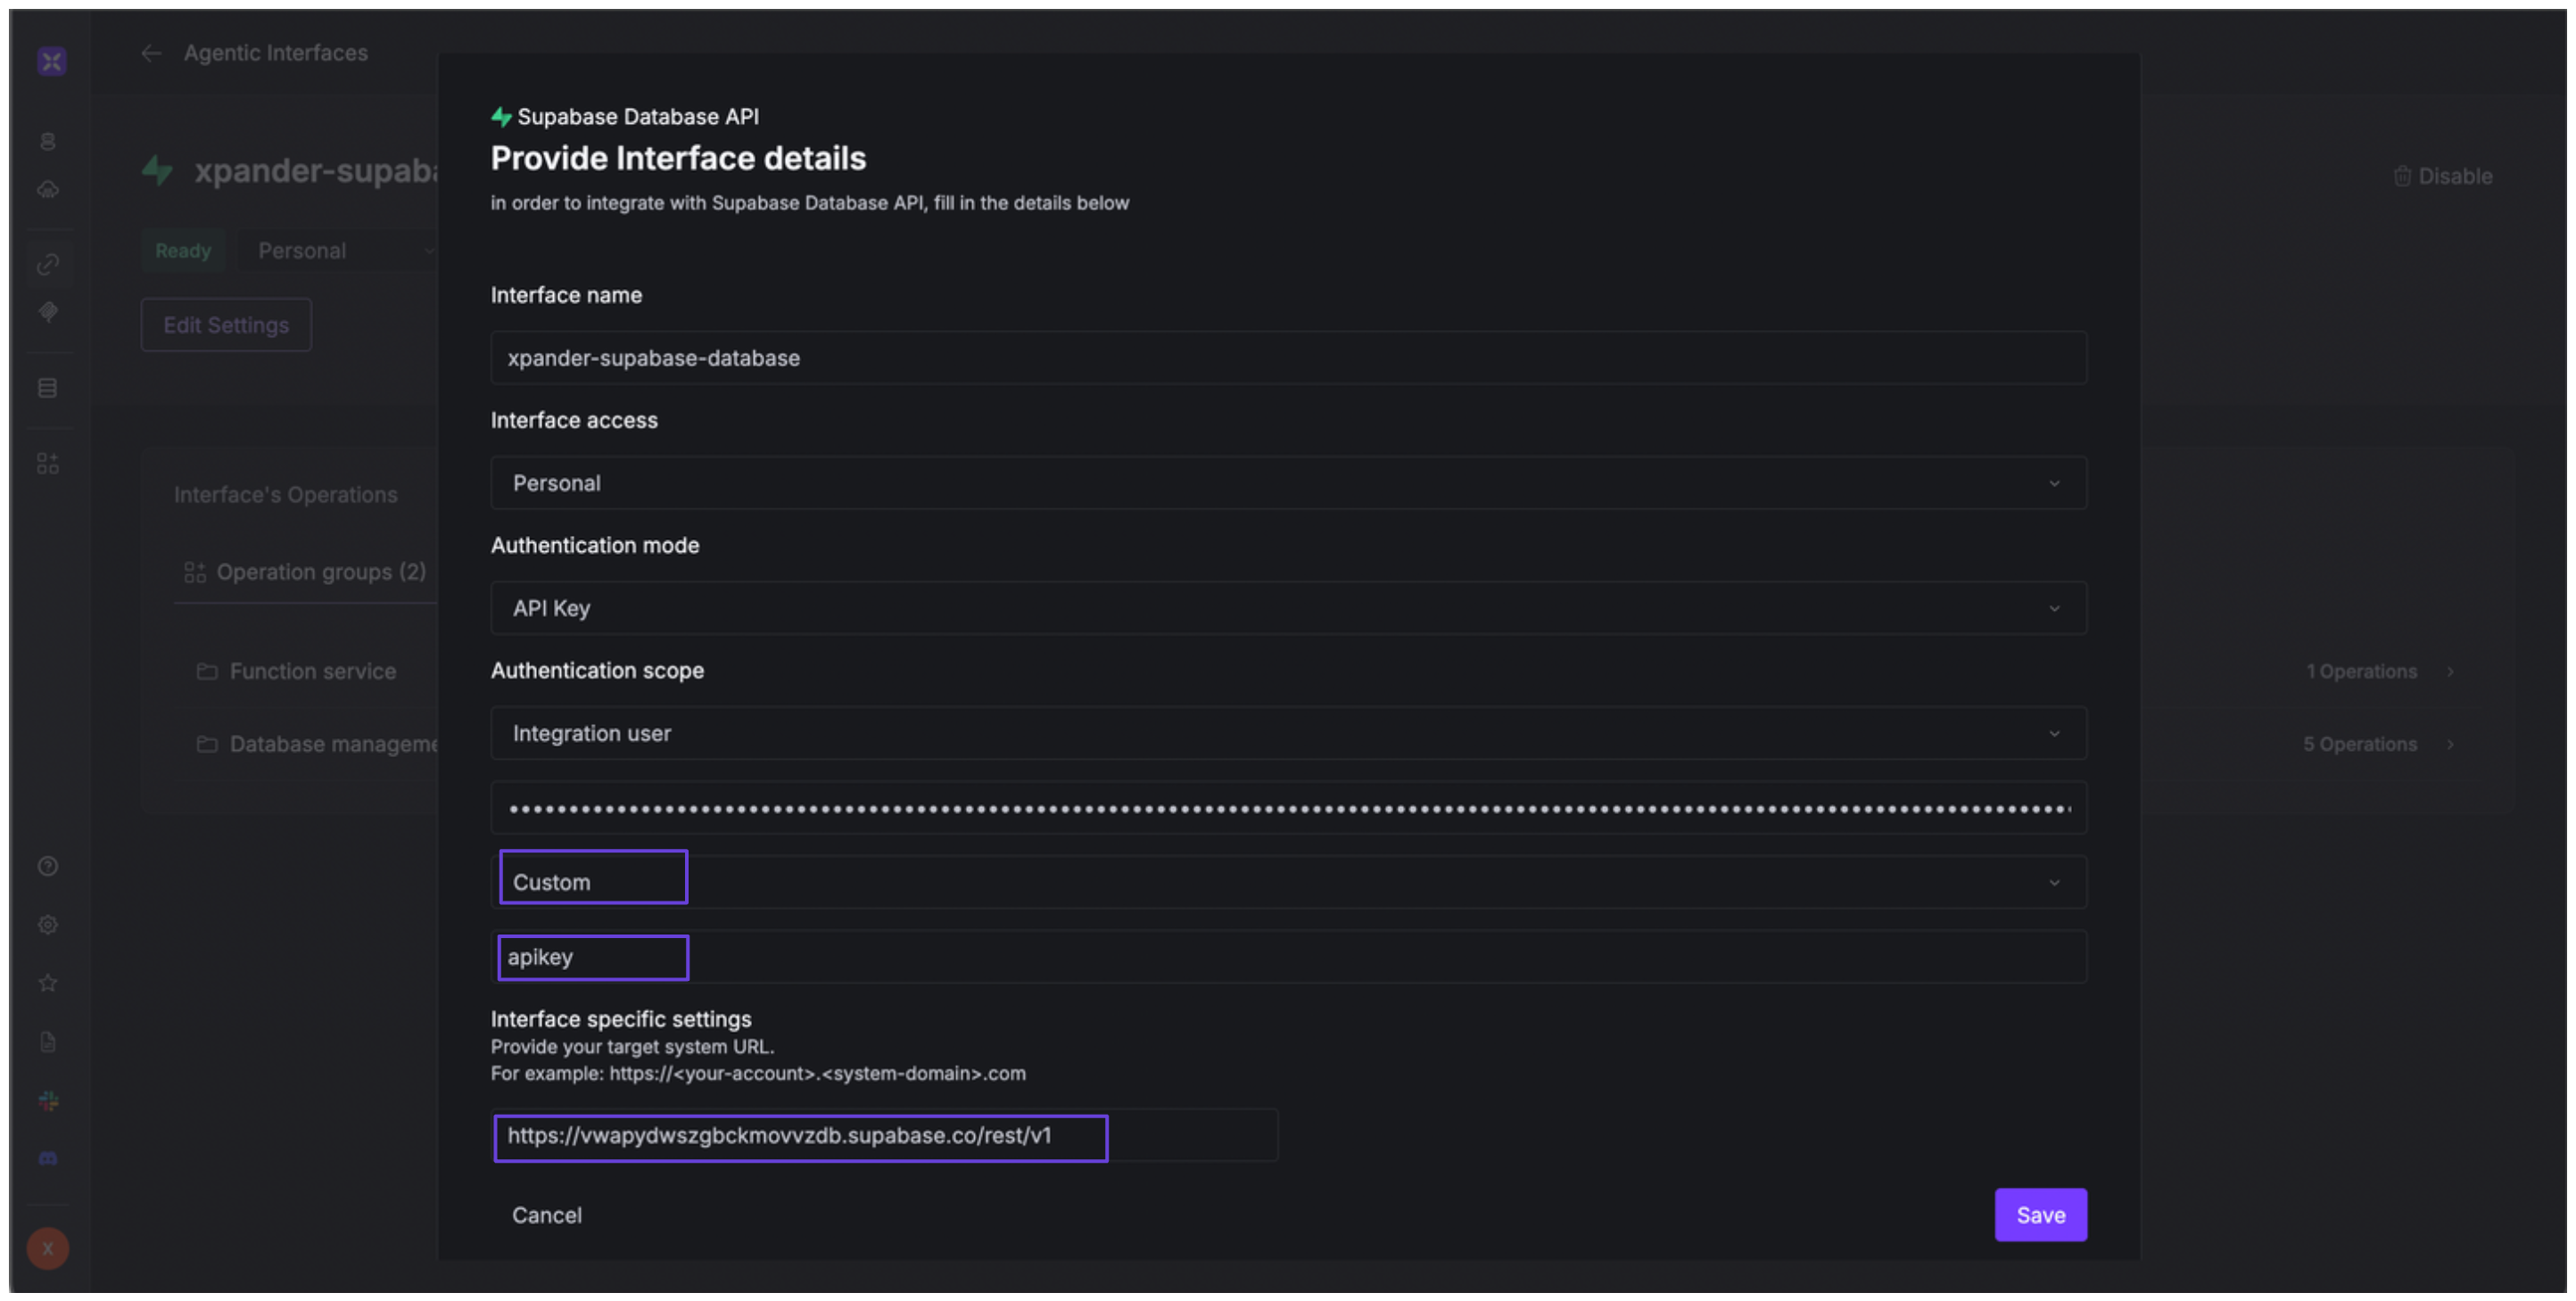 Agentic Interfaces
xpander-supab
Disable
Ready
Personal
Edit Settings
Interface's Operations
Operation groups (2)
Function service
1 Operations
Database manageme
5 Operations
X
Supabase Database API
Provide Interface details
in order to integrate with Supabase Database API, fill in the details below
Interface name
xpander-supabase-database
Interface access
Personal
Authentication mode
API Key
Authentication scope
Integration user
Custom
apikey
Interface specific settings
Provide your target system URL.
For example: https://<your-account>.<system-domain>.com
https://vwapydwszgbckmovvzdb.supabase.co/rest/v1
Cancel
Save